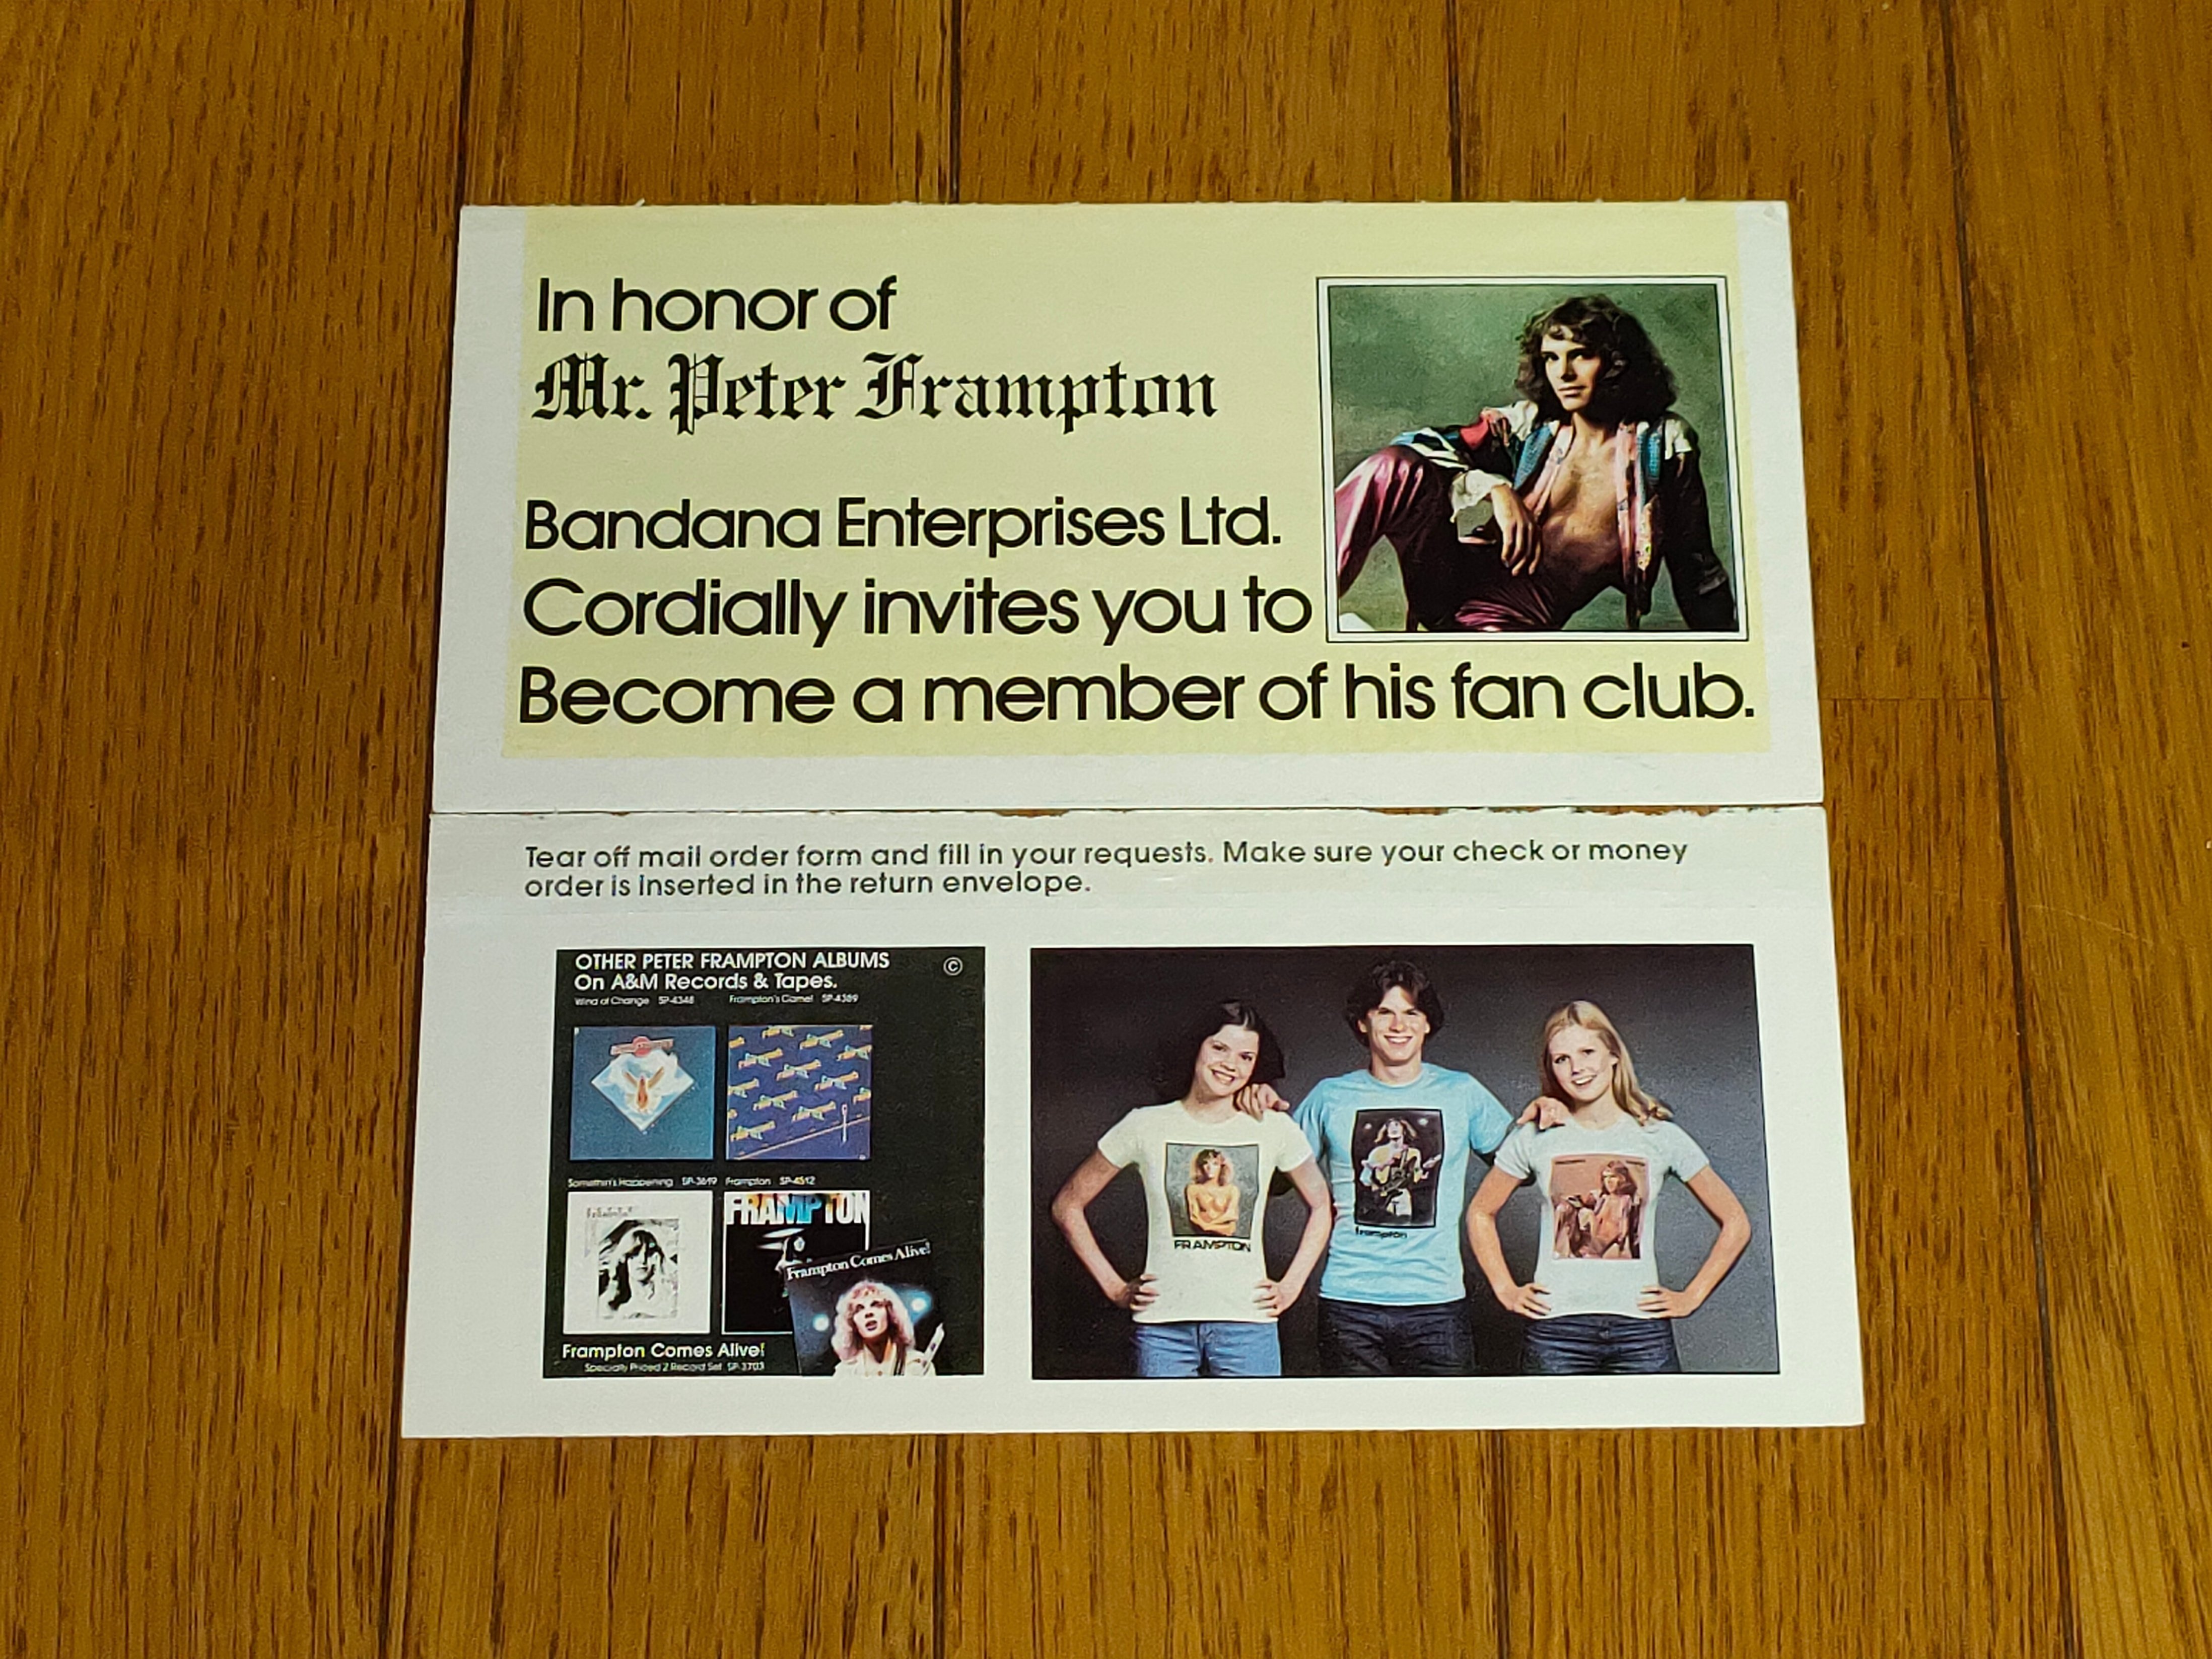 In honor of
Mr. Peter Frampton
Bandana Enterprises Ltd.
Cordially invites you to
Become a member of his fan club.
Tear off mail order form and fill in your requests. Make sure your check or money
order is inserted in the return envelope.
OTHER PETER FRAMPTON ALBUMS
On A&M Records & Tapes.
©
Wind of Change SP-4348 Frampton's Camel SP-4389
Somethin's Happening SP-3619 Frampton SP-4512
FRAMPTON
Frampton Comes Alive!
Frampton Comes Alive!
Specially Priced 2 Record Set SP-3703
FRAMPTON
frampton